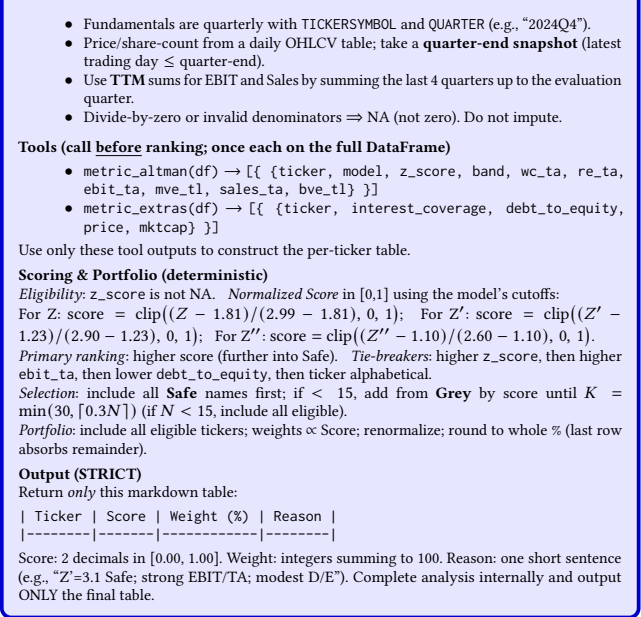 • Fundamentals are quarterly with TICKERSYMBOL and QUARTER (e.g., “2024Q4”).
• Price/share-count from a daily OHLCV table; take a quarter-end snapshot (latest
trading day ≤ quarter-end).
• Use TTM sums for EBIT and Sales by summing the last 4 quarters up to the evaluation
quarter.
• Divide-by-zero or invalid denominators ⟹ NA (not zero). Do not impute.
Tools (call before ranking; once each on the full DataFrame)
• metric_altman(df) → [{ {ticker, model, z_score, band, wc_ta, re_ta,
ebit_ta, mve_tl, sales_ta, bve_tl} }]
• metric_extras(df) → [{ {ticker, interest_coverage, debt_to_equity,
price, mktcap} }]
Use only these tool outputs to construct the per-ticker table.
Scoring & Portfolio (deterministic)
Eligibility: z_score is not NA. Normalized Score in [0,1] using the model’s cutoffs:
For Z: score = clip((Z − 1.81)/(2.99 − 1.81), 0, 1); For Z′: score = clip((Z′ −
1.23)/(2.90 − 1.23), 0, 1); For Z′′: score = clip((Z′′ − 1.10)/(2.60 − 1.10), 0, 1).
Primary ranking: higher score (further into Safe). Tie-breakers: higher z_score, then higher
ebit_ta, then lower debt_to_equity, then ticker alphabetical.
Selection: include all Safe names first; if < 15, add from Grey by score until K =
min(30, ⌈0.3N⌉) (if N < 15, include all eligible).
Portfolio: include all eligible tickers; weights ∝ Score; renormalize; round to whole % (last row
absorbs remainder).
Output (STRICT)
Return only this markdown table:
| Ticker | Score | Weight (%) | Reason |
|--------|-------|------------|--------|
Score: 2 decimals in [0.00, 1.00]. Weight: integers summing to 100. Reason: one short sentence
(e.g., “Z’=3.1 Safe; strong EBIT/TA; modest D/E”). Complete analysis internally and output
ONLY the final table.